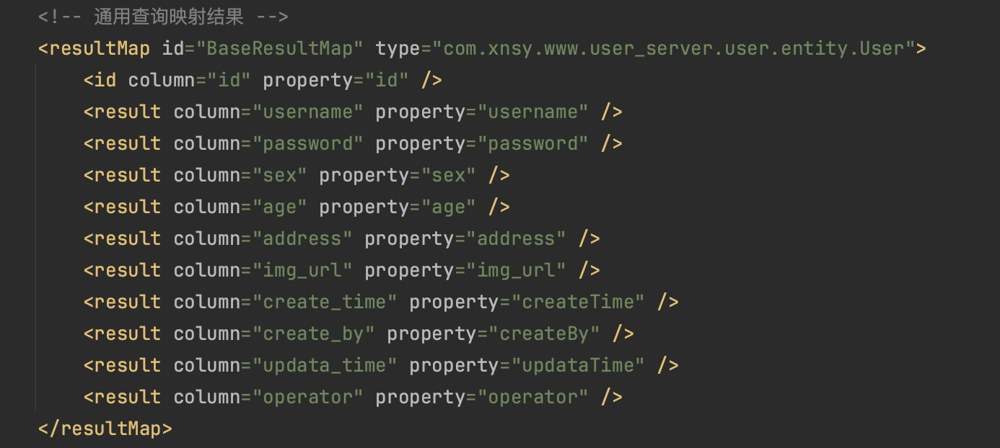 <!-- 通用查询映射结果 -->
<resultMap id="BaseResultMap" type="com.xnsy.www.user_server.user.entity.User">
<id column="id" property="id" />
<result column="username" property="username" />
<result column="password" property="password" />
<result column="sex" property="sex" />
<result column="age" property="age" />
<result column="address" property="address" />
<result column="img_url" property="img_url" />
<result column="create_time" property="createTime" />
<result column="create_by" property="createBy" />
<result column="updata_time" property="updataTime" />
<result column="operator" property="operator" />
</resultMap>